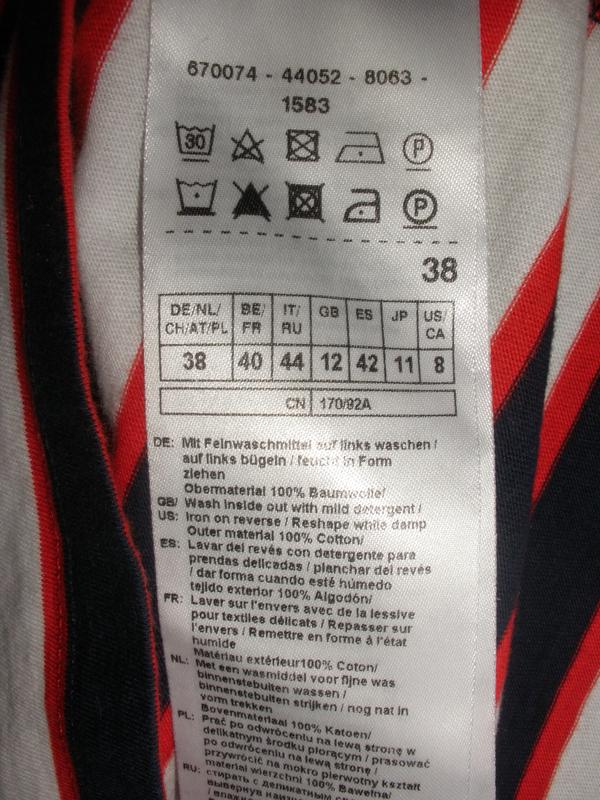 670074 - 44052 - 8063 -
1583
30 P
P
38
DE/NL/ CH/AT/PL BE/ FR IT/ RU GB ES JP US/ CA
38 40 44 12 42 11 8
CN 170/92A
DE: Mit Feinwaschmittel auf links waschen /
auf links bügeln / feucht in Form
ziehen
Obermaterial 100% Baumwolle/
GB/ Wash inside out with mild detergent /
US: Iron on reverse / Reshape while damp
Outer material 100% Cotton/
ES: Lavar del revés con detergente para
prendas delicadas / planchar del revés
/ dar forma cuando esté húmedo
tejido exterior 100% Algodón/
FR: Laver sur l'envers avec de la lessive
pour textiles délicats / Repasser sur
l'envers / Remettre en forme à l'état
humide
Matériau extérieur100% Coton/
NL: Met een wasmiddel voor fijne was
binnenstebuiten wassen /
binnenstebuiten strijken / nog nat in
vorm trekken
Bovenmateriaal 100% Katoen/
PL: Prać po odwróceniu na lewą stronę w
delikatnym środku piorącym / prasować
po odwróceniu na lewą stronę /
przywrócić na mokro pierwotny kształt
materiał wierzchni 100% Bawełna/
RU: стирать с деликатным
вывернув